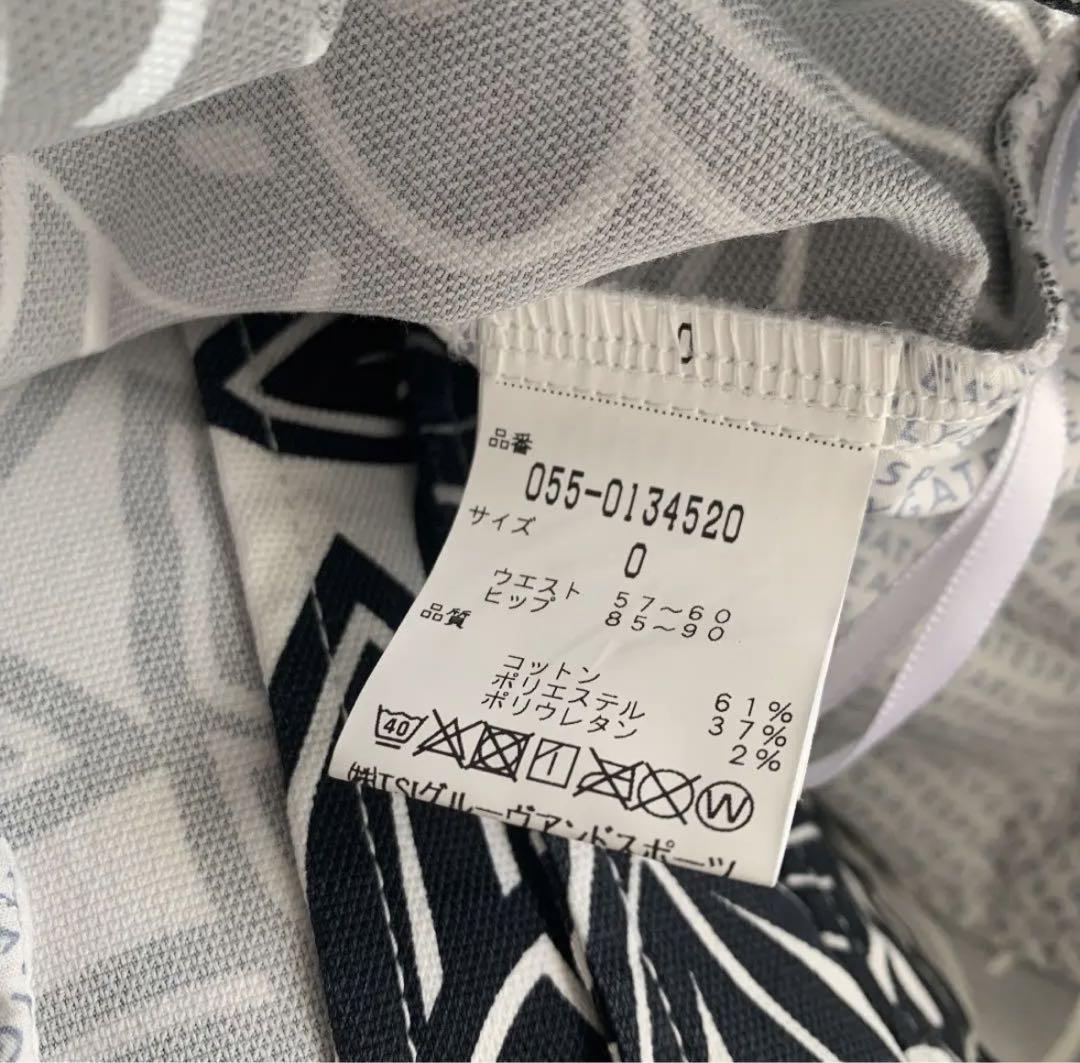 0
品番
055-0134520
サイズ
0
ウエスト 57~60
ヒップ 85~90
品質
コットン 61%
ポリエステル 37%
ポリウレタン 2%
40
W
㈱TSIグルーヴアンドスポーツ